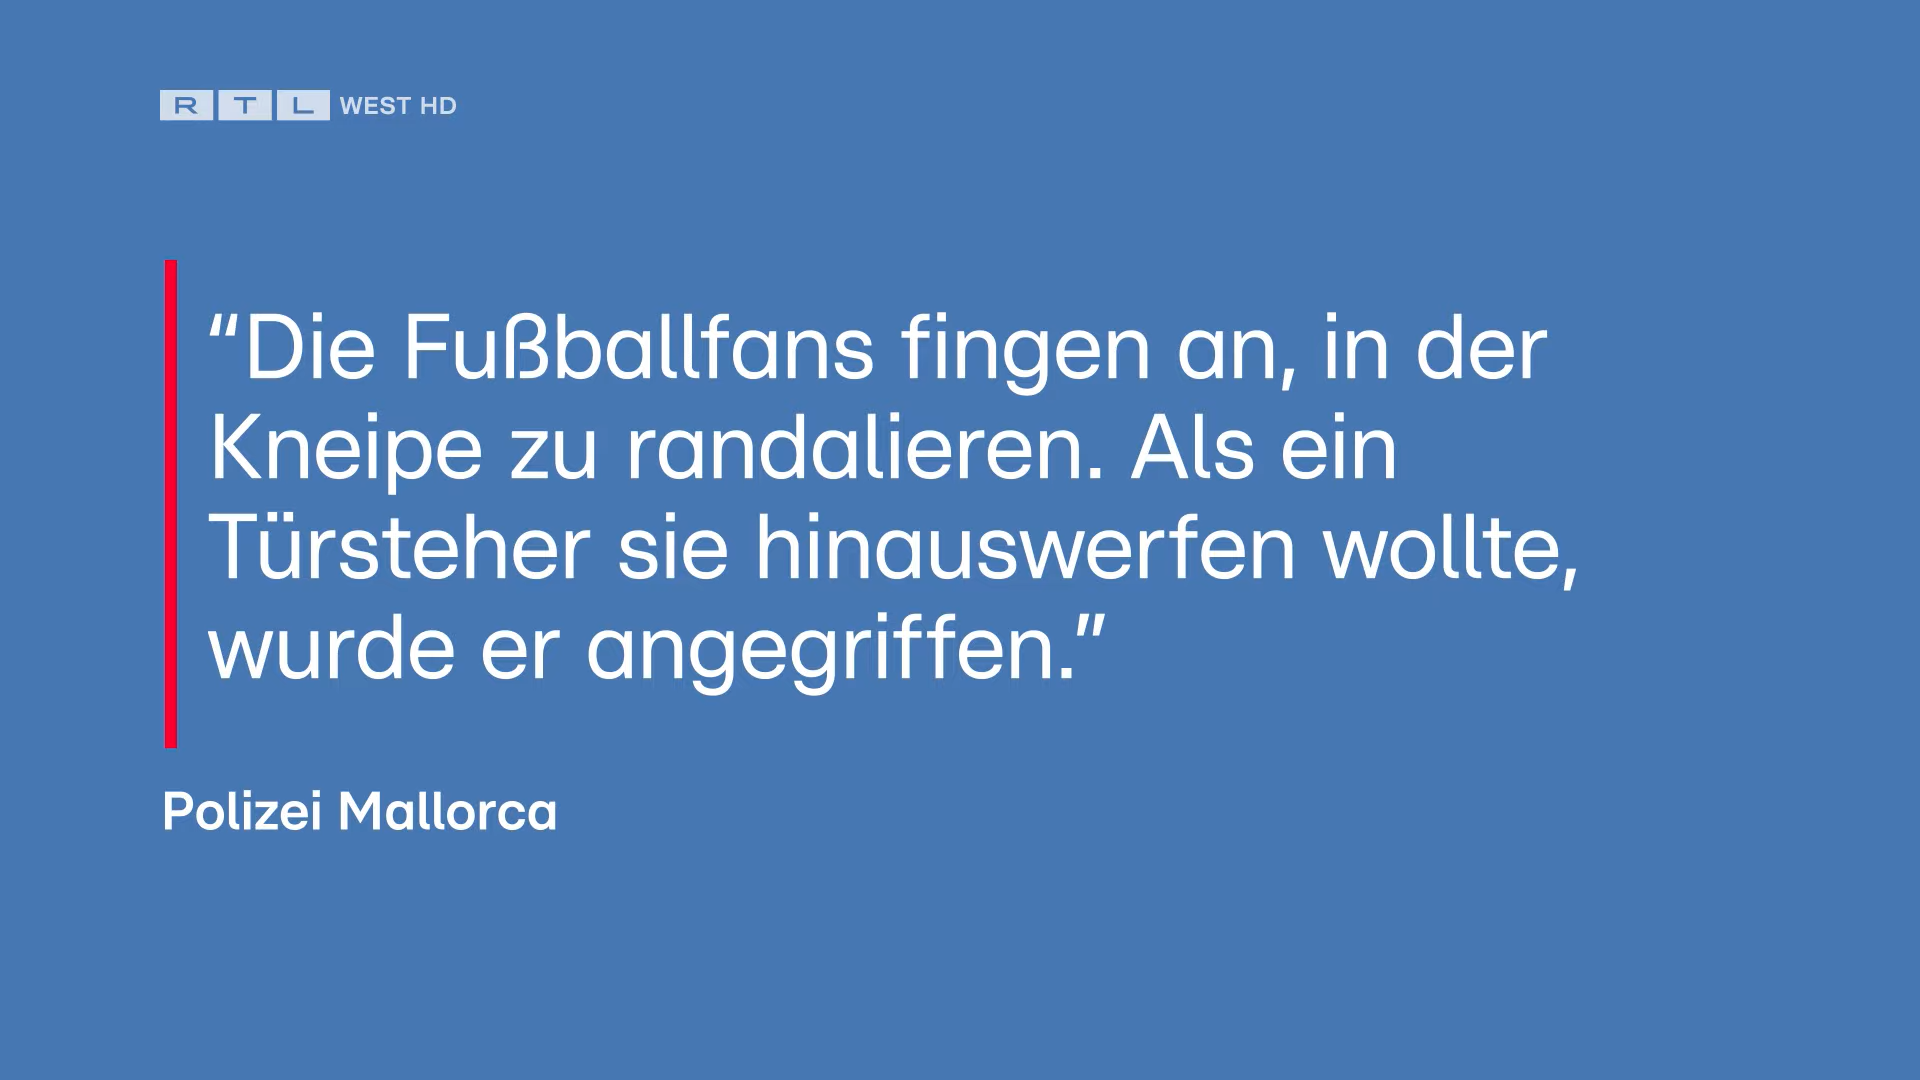 RTL WEST HD
“Die Fußballfans fingen an, in der
Kneipe zu randalieren. Als ein
Türsteher sie hinauswerfen wollte,
wurde er angegriffen.”
Polizei Mallorca